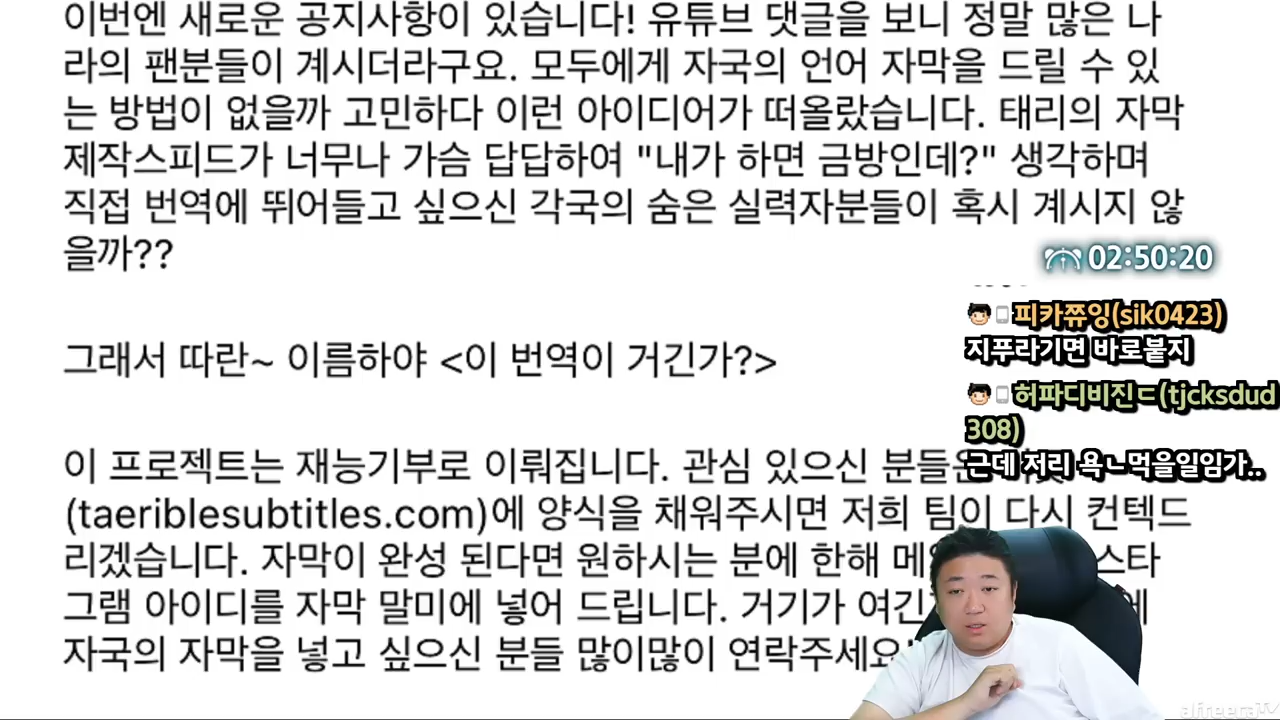 이번엔 새로운 공지사항이 있습니다! 유튜브 댓글을 보니 정말 많은 나
라의 팬분들이 계시더라구요. 모두에게 자국의 언어 자막을 드릴 수 있
는 방법이 없을까 고민하다 이런 아이디어가 떠올랐습니다. 태리의 자막
제작스피드가 너무나 가슴 답답하여 "내가 하면 금방인데?" 생각하며
직접 번역에 뛰어들고 싶으신 각국의 숨은 실력자분들이 혹시 계시지 않
을까??
02:50:20
피카쮸잉(sik0423)
지푸라기면 바로붙지
그래서 따란~ 이름하야 <이 번역이 거긴가?>
허파디비진ㄷ(tjcksdud
308)
근데 저리 욕ㄴ먹을일임가..
이 프로젝트는 재능기부로 이뤄집니다. 관심 있으신 분들은
(taeriblesubtitles.com)에 양식을 채워주시면 저희 팀이 다시 컨텍드
리겠습니다. 자막이 완성 된다면 원하시는 분에 한해 스타
그램 아이디를 자막 말미에 넣어 드립니다. 거기가 여긴
자국의 자막을 넣고 싶으신 분들 많이많이 연락주세요
afreecaTV